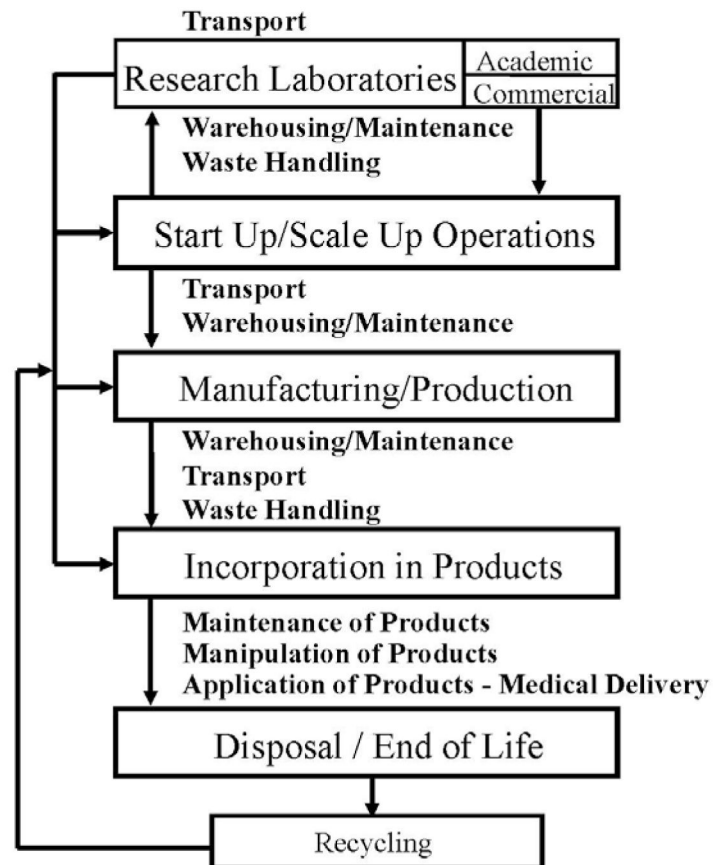 Transport
Research Laboratories
Academic
Commercial
Warehousing/Maintenance
Waste Handling
Start Up/Scale Up Operations
Transport
Warehousing/Maintenance
Manufacturing/Production
Warehousing/Maintenance
Transport
Waste Handling
Incorporation in Products
Maintenance of Products
Manipulation of Products
Application of Products - Medical Delivery
Disposal / End of Life
Recycling